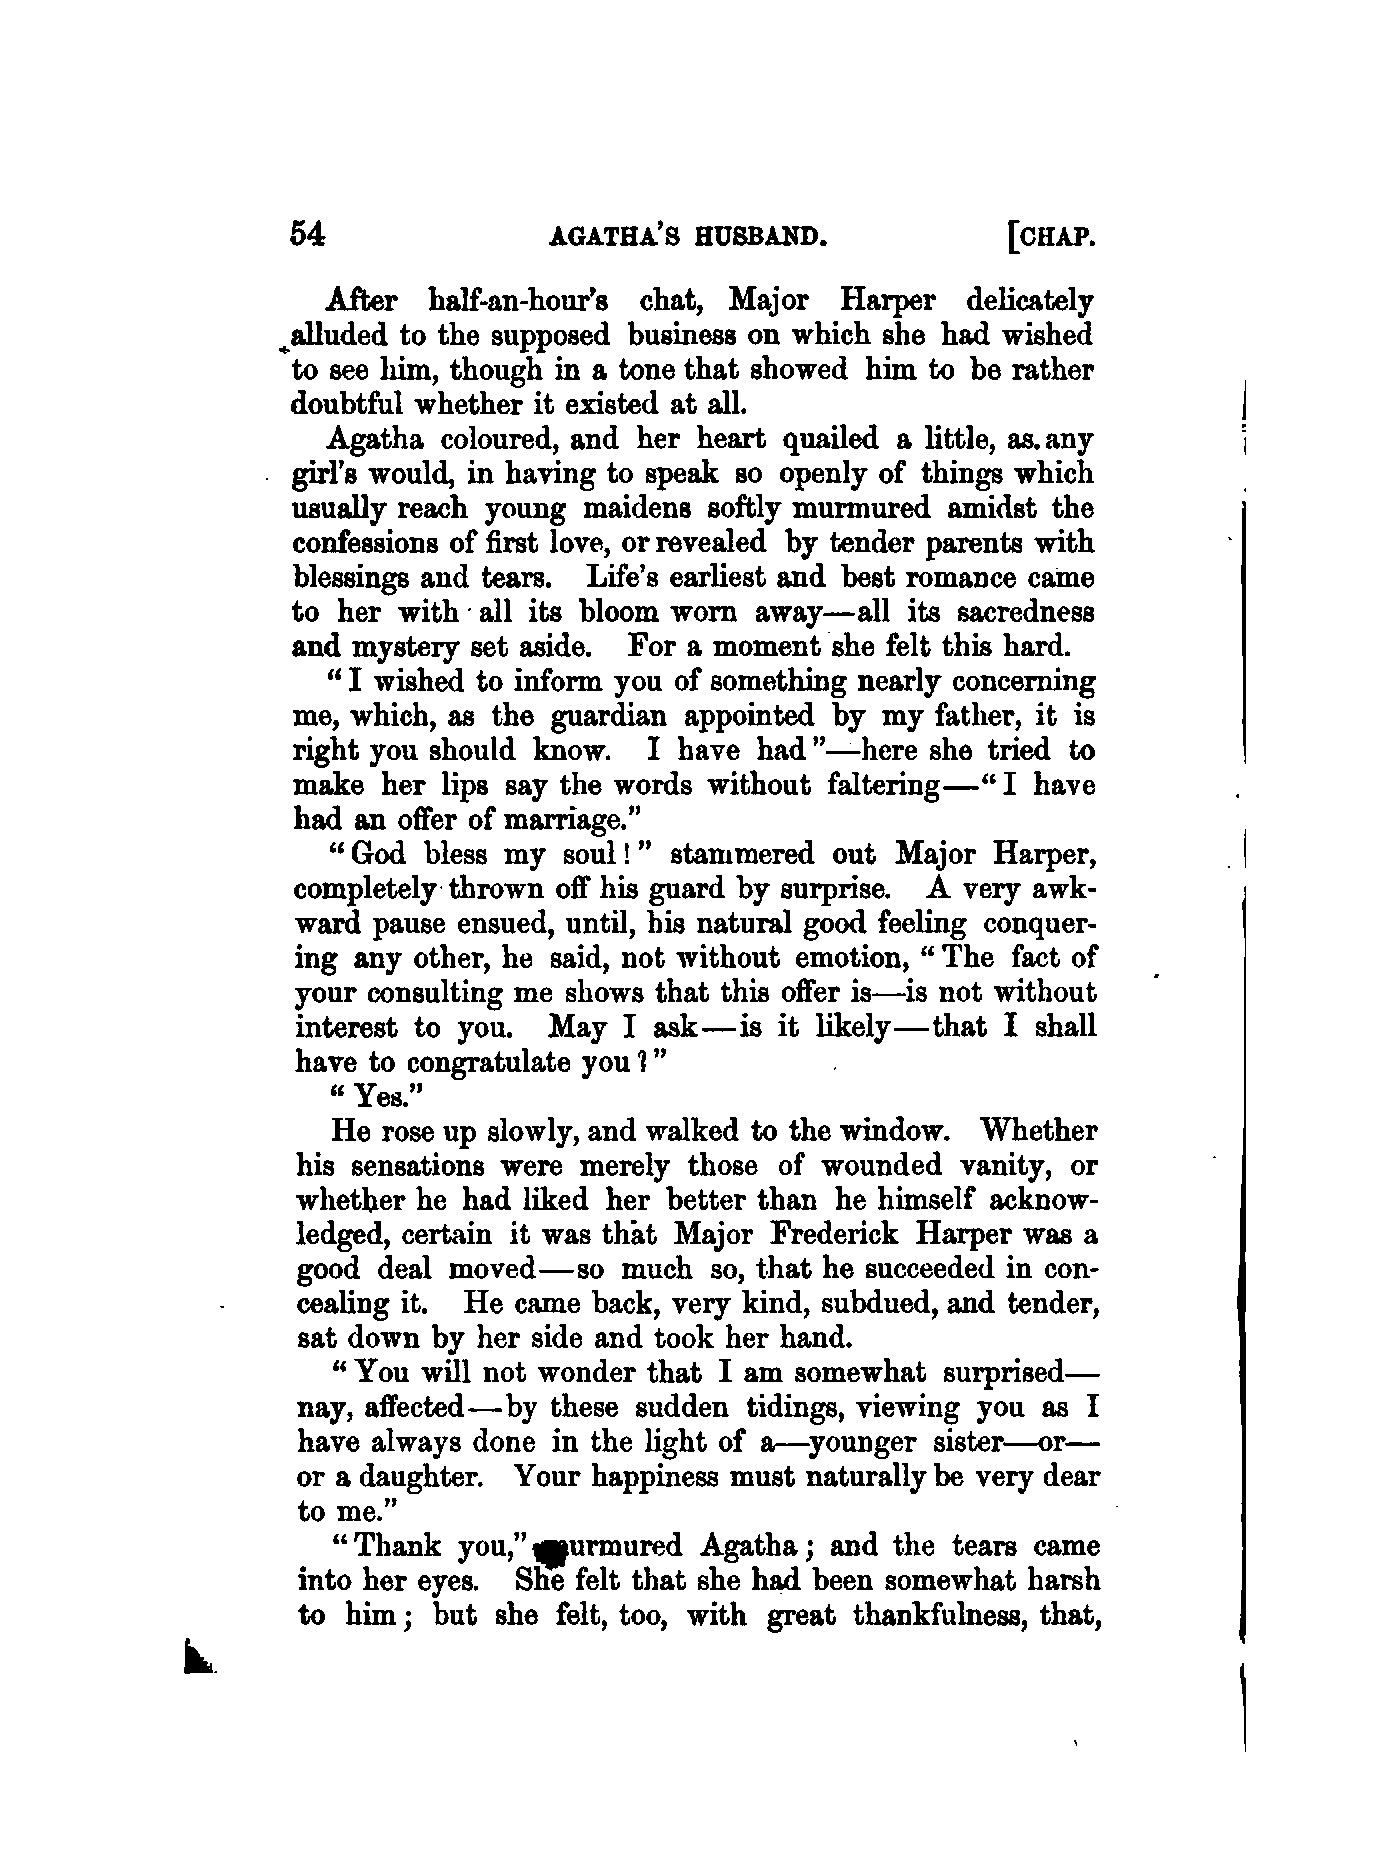 54 AGATHA'S HUSBAND. [CHAP.
After half-an-hour's chat, Major Harper delicately
alluded to the supposed business on which she had wished
to see him, though in a tone that showed him to be rather
doubtful whether it existed at all.
Agatha coloured, and her heart quailed a little, as any
girl's would, in having to speak so openly of things which
usually reach young maidens softly murmured amidst the
confessions of first love, or revealed by tender parents with
blessings and tears. Life's earliest and best romance came
to her with all its bloom worn away—all its sacredness
and mystery set aside. For a moment she felt this hard.
"I wished to inform you of something nearly concerning
me, which, as the guardian appointed by my father, it is
right you should know. I have had"—here she tried to
make her lips say the words without faltering—"I have
had an offer of marriage."
"God bless my soul!" stammered out Major Harper,
completely thrown off his guard by surprise. A very awk-
ward pause ensued, until, his natural good feeling conquer-
ing any other, he said, not without emotion, "The fact of
your consulting me shows that this offer is—is not without
interest to you. May I ask—is it likely—that I shall
have to congratulate you?"
"Yes."
He rose up slowly, and walked to the window. Whether
his sensations were merely those of wounded vanity, or
whether he had liked her better than he himself acknow-
ledged, certain it was that Major Frederick Harper was a
good deal moved—so much so, that he succeeded in con-
cealing it. He came back, very kind, subdued, and tender,
sat down by her side and took her hand.
"You will not wonder that I am somewhat surprised—
nay, affected—by these sudden tidings, viewing you as I
have always done in the light of a—younger sister—or—
or a daughter. Your happiness must naturally be very dear
to me."
"Thank you," murmured Agatha; and the tears came
into her eyes. She felt that she had been somewhat harsh
to him; but she felt, too, with great thankfulness, that,